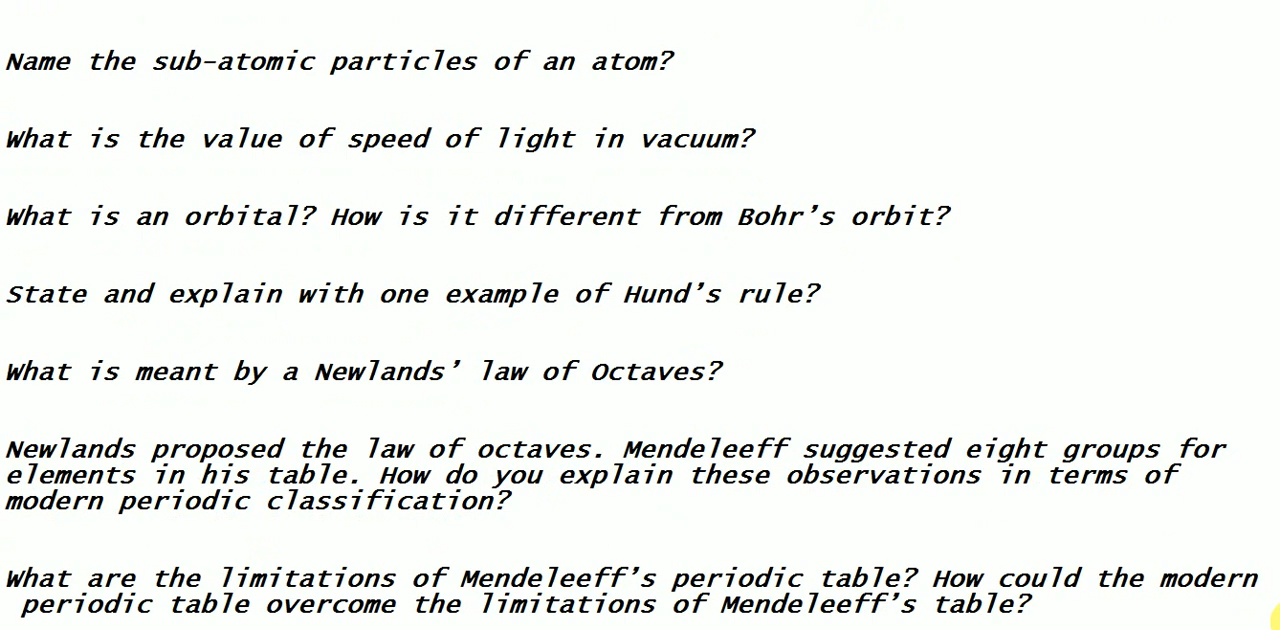 Name the sub-atomic particles of an atom?
What is the value of speed of light in vacuum?
What is an orbital? How is it different from Bohr's orbit?
State and explain with one example of Hund's rule?
What is meant by a Newlands' law of Octaves?
Newlands proposed the law of octaves. Mendeleeff suggested eight groups for
elements in his table. How do you explain these observations in terms of
modern periodic classification?
What are the limitations of Mendeleeff's periodic table? How could the modern
periodic table overcome the limitations of Mendeleeff's table?